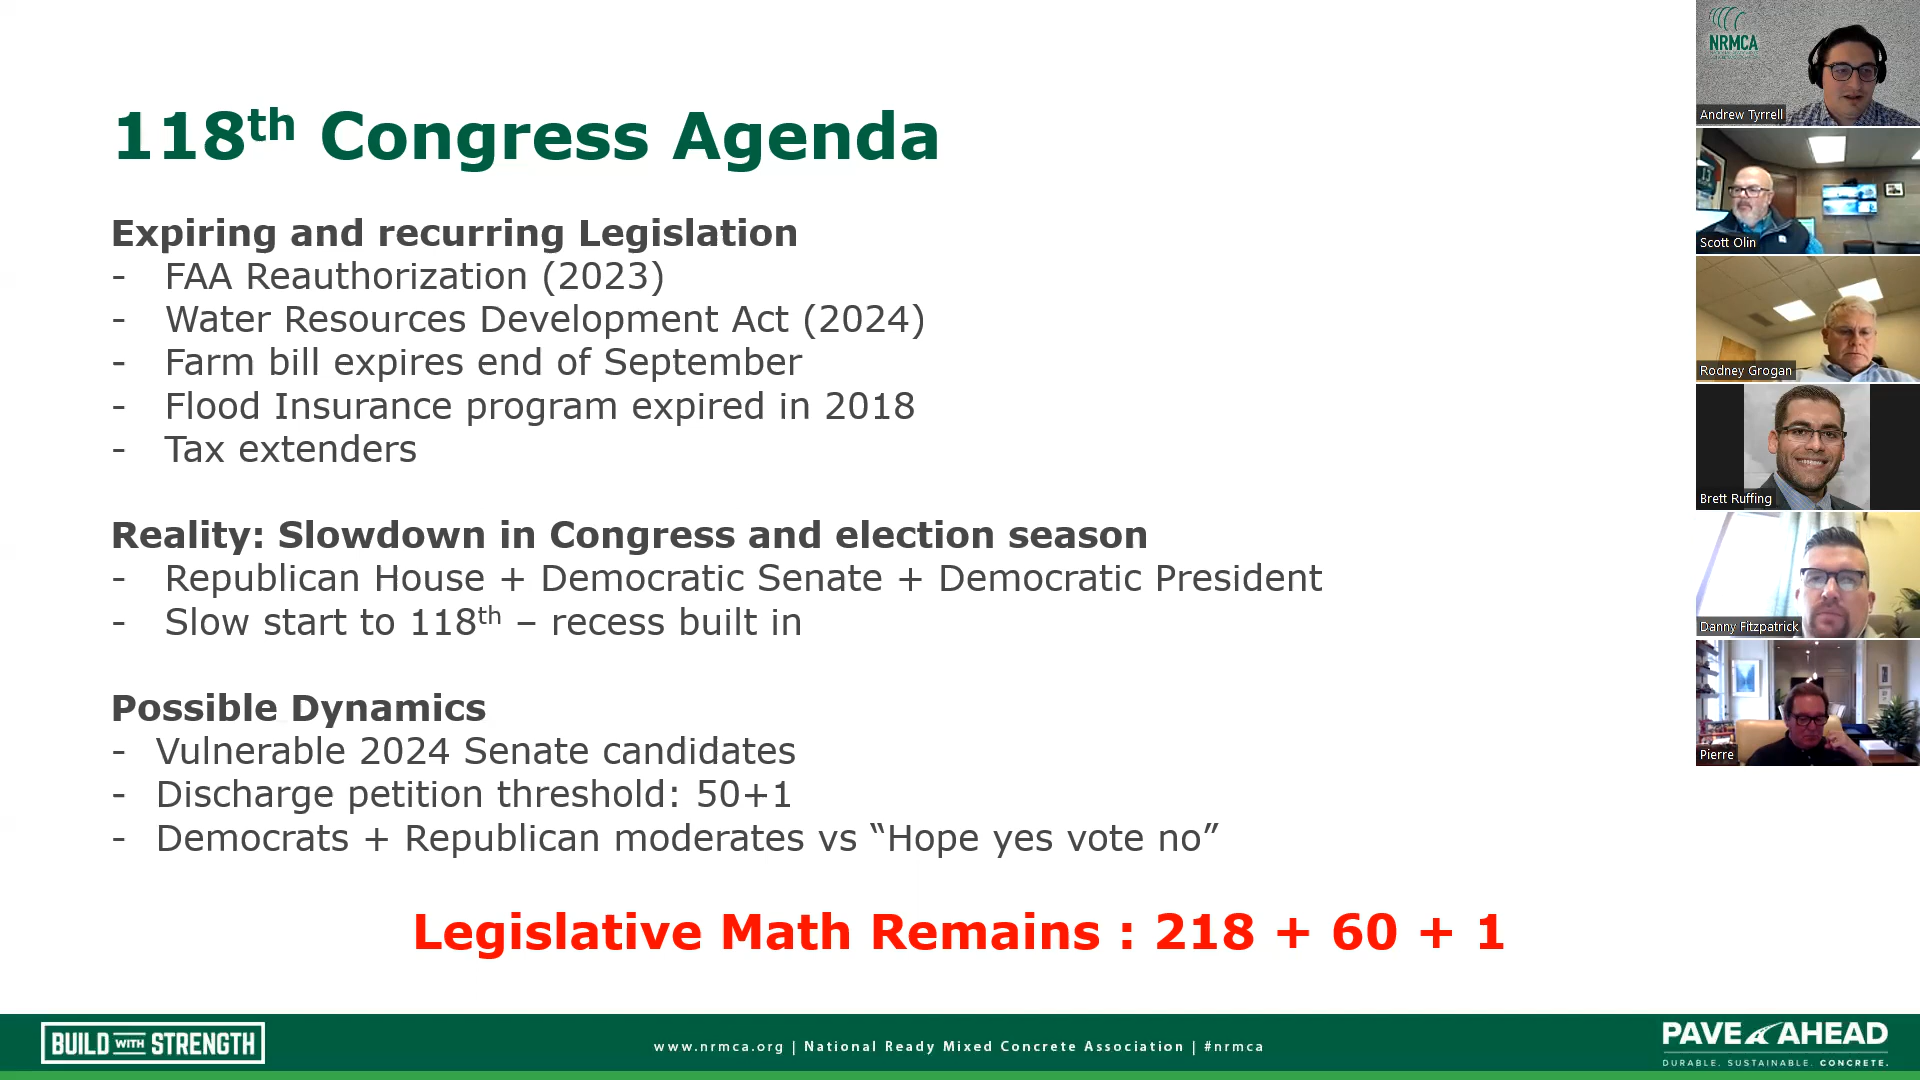 118th Congress Agenda
Expiring and recurring Legislation
- FAA Reauthorization (2023)
- Water Resources Development Act (2024)
- Farm bill expires end of September
- Flood Insurance program expired in 2018
- Tax extenders
Reality: Slowdown in Congress and election season
- Republican House + Democratic Senate + Democratic President
- Slow start to 118th – recess built in
Possible Dynamics
- Vulnerable 2024 Senate candidates
- Discharge petition threshold: 50+1
- Democrats + Republican moderates vs “Hope yes vote no”
Legislative Math Remains : 218 + 60 + 1
BUILD WITH STRENGTH
www.nrmca.org | National Ready Mixed Concrete Association | #nrmca
PAVE AHEAD
DURABLE. SUSTAINABLE. CONCRETE.
NRMCA
Andrew Tyrrell
Scott Olin
Rodney Grogan
Brett Ruffing
Danny Fitzpatrick
Pierre